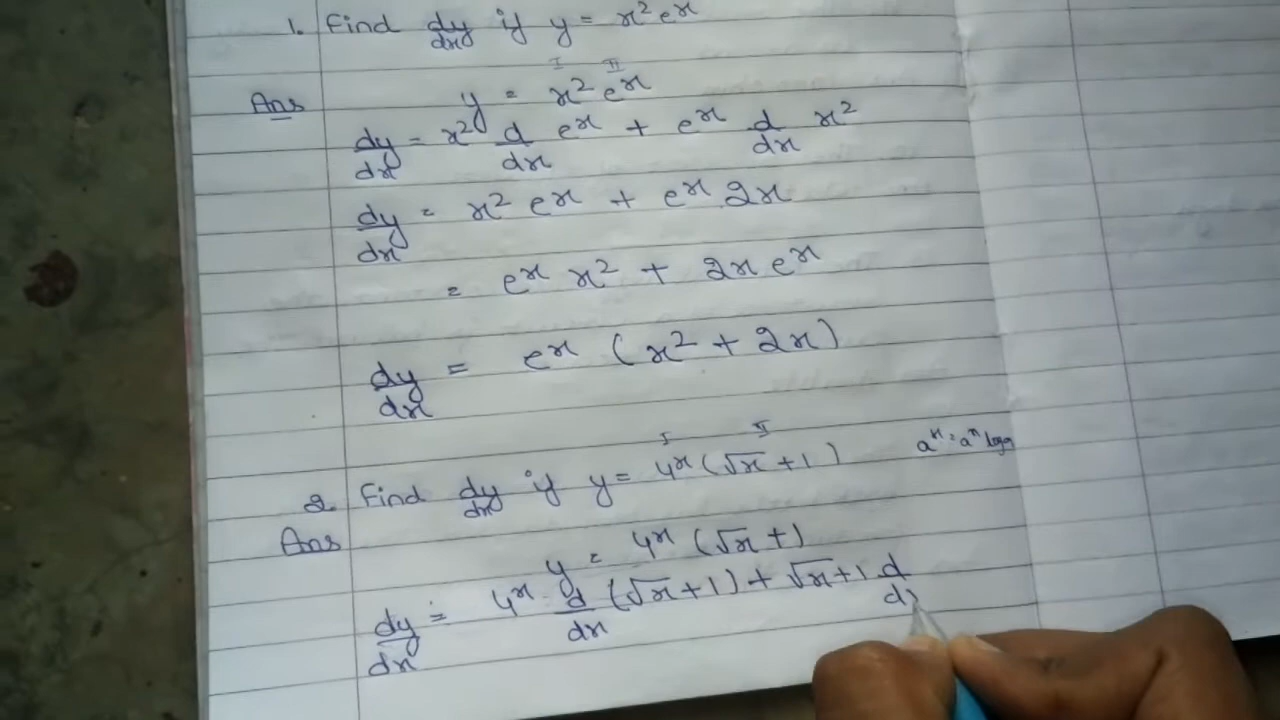 1. Find dy/dx if y = x² eˣ
I II
Ans y = x² eˣ
dy/dx = x² d/dx eˣ + eˣ d/dx x²
dy/dx = x² eˣ + eˣ 2x
= eˣ x² + 2x eˣ
dy/dx = eˣ (x² + 2x)
I II
2. Find dy/dx if y = 4ˣ (√x + 1) aˣ = aˣ log a
Ans y = 4ˣ (√x + )
dy/dx = 4ˣ · d/dx (√x + 1) + √x + 1 d/dx